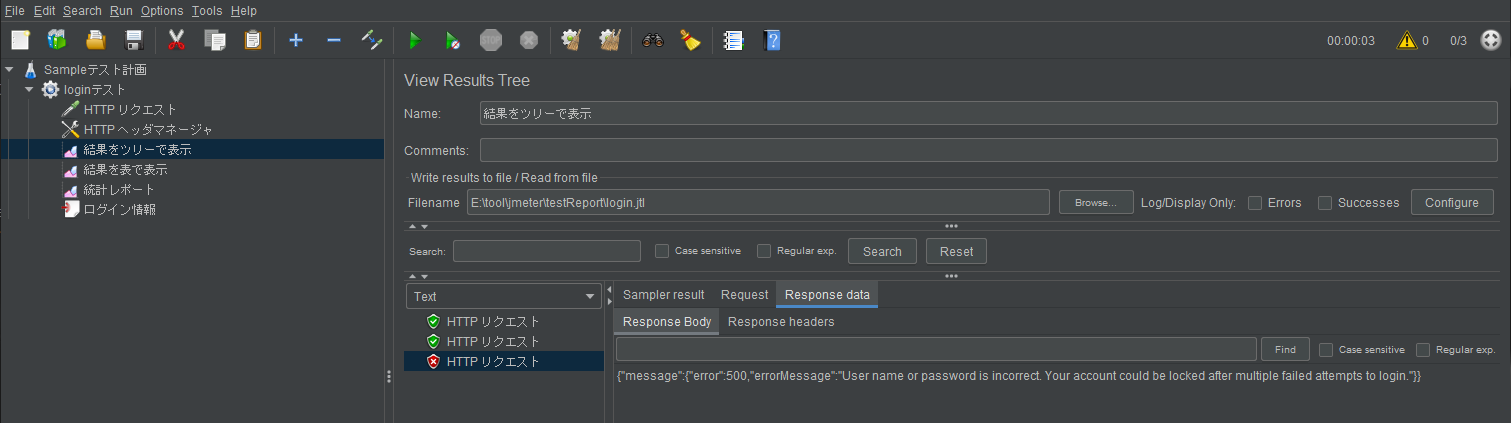 File Edit Search Run Options Tools Help
STOP
00:00:03 0 0/3
Sampleテスト計画
loginテスト
HTTP リクエスト
HTTP ヘッダマネージャ
結果をツリーで表示
結果を表で表示
統計レポート
ログイン情報
View Results Tree
Name: 結果をツリーで表示
Comments:
Write results to file / Read from file
Filename E:\tool\jmeter\testReport\login.jtl Browse... Log/Display Only: Errors Successes Configure
Search: Case sensitive Regular exp. Search Reset
Text
HTTP リクエスト
HTTP リクエスト
HTTP リクエスト
Sampler result Request Response data
Response Body Response headers
Find Case sensitive Regular exp.
{"message":{"error":500,"errorMessage":"User name or password is incorrect. Your account could be locked after multiple failed attempts to login."}}